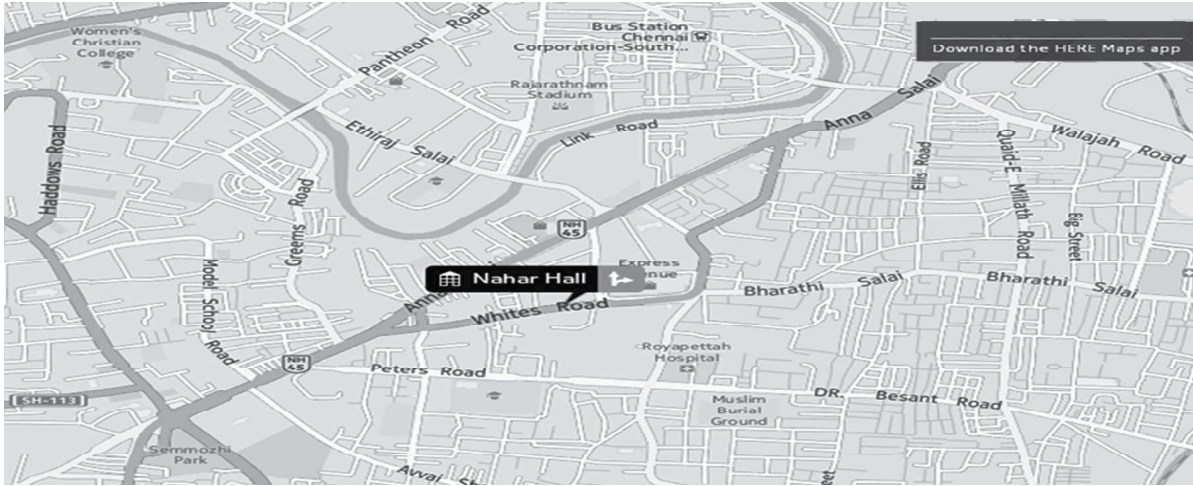 Women's
Christian
College
Pantheon Road
Bus Station
Chennai
Corporation-South...
Download the HERE Maps app
Rajarathnam
Stadium
Ethiraj Salai
Link Road
Anna Salai
Walajah Road
Haddows Road
Greems Road
Ellis Road
Quaid-E Millath Road
Big Street
Model School Road
NH
45
Nahar Hall
Express
Anna
Whites Road
Bharathi Salai
Bharathi Salai
Royapettah
Hospital
NH
45
Peters Road
SH-113
DR. Besant Road
Muslim
Burial
Ground
Semmozhi
Park